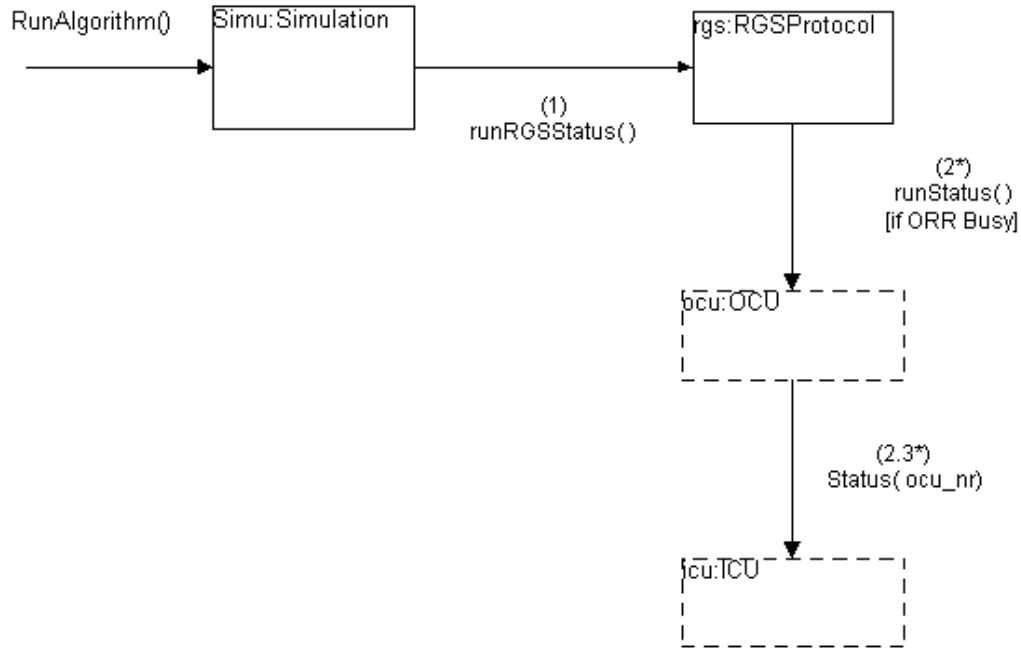 RunAlgorithm()
Simu:Simulation
rgs:RGSProtocol
(1)
runRGSStatus()
(2*)
runStatus()
[if ORR Busy]
ocu:OCU
(2.3*)
Status( ocu_nr)
icu:ICU